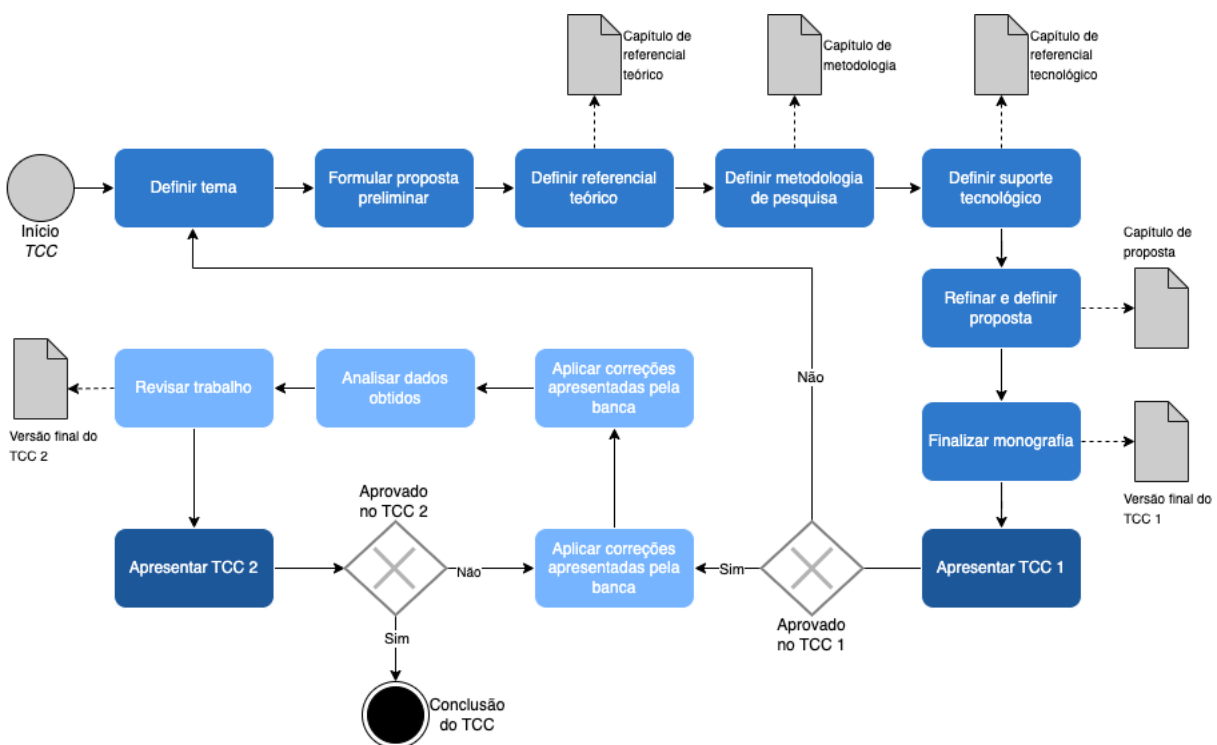 Capítulo de
referencial
teórico
Capítulo de
metodologia
Capítulo de
referencial
tecnológico
Início
TCC
Definir tema
Formular proposta
preliminar
Definir referencial
teórico
Definir metodologia
de pesquisa
Definir suporte
tecnológico
Capítulo de
proposta
Refinar e definir
proposta
Não
Versão final do
TCC 2
Revisar trabalho
Analisar dados
obtidos
Aplicar correções
apresentadas pela
banca
Finalizar monografia
Versão final do
TCC 1
Apresentar TCC 2
Aprovado
no TCC 2
Não
Sim
Aplicar correções
apresentadas pela
banca
Sim
Aprovado
no TCC 1
Apresentar TCC 1
Conclusão
do TCC